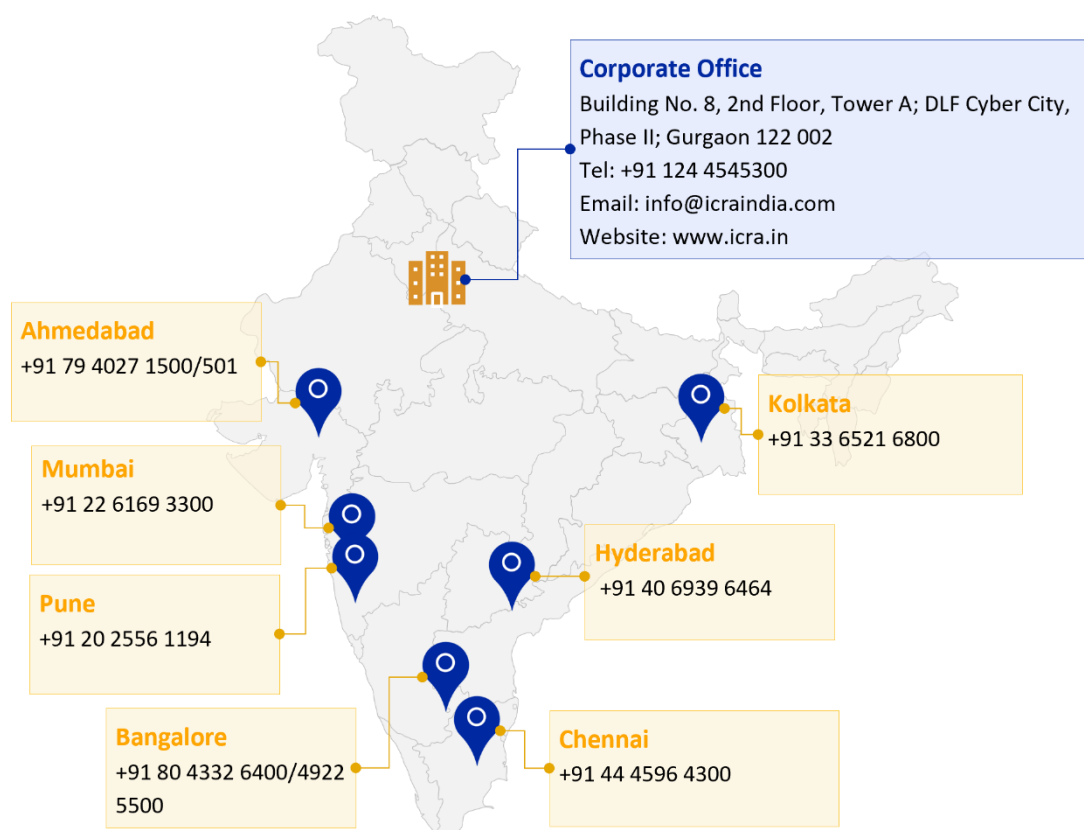 Corporate Office
Building No. 8, 2nd Floor, Tower A; DLF Cyber City,
Phase II; Gurgaon 122 002
Tel: +91 124 4545300
Email: info@icraindia.com
Website: www.icra.in
Ahmedabad
+91 79 4027 1500/501
Kolkata
+91 33 6521 6800
Mumbai
+91 22 6169 3300
Hyderabad
+91 40 6939 6464
Pune
+91 20 2556 1194
Bangalore
+91 80 4332 6400/4922
5500
Chennai
+91 44 4596 4300